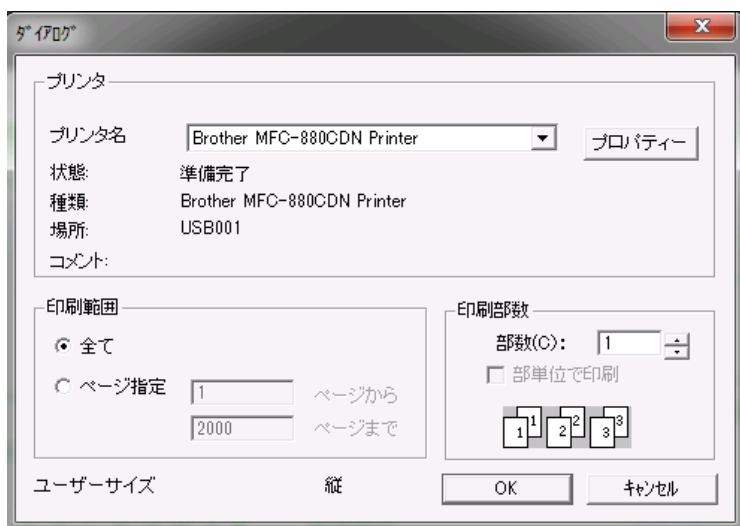 ﾀﾞｲｱﾛｸﾞ
プリンタ
プリンタ名 Brother MFC-880CDN Printer プロパティー
状態: 準備完了
種類: Brother MFC-880CDN Printer
場所: USB001
コメント:
印刷範囲
全て
ページ指定 1 ページから
2000 ページまで
印刷部数
部数(C): 1
部単位で印刷
1 1 2 2 3 3
ユーザーサイズ 縦 OK ｷｬﾝｾﾙ